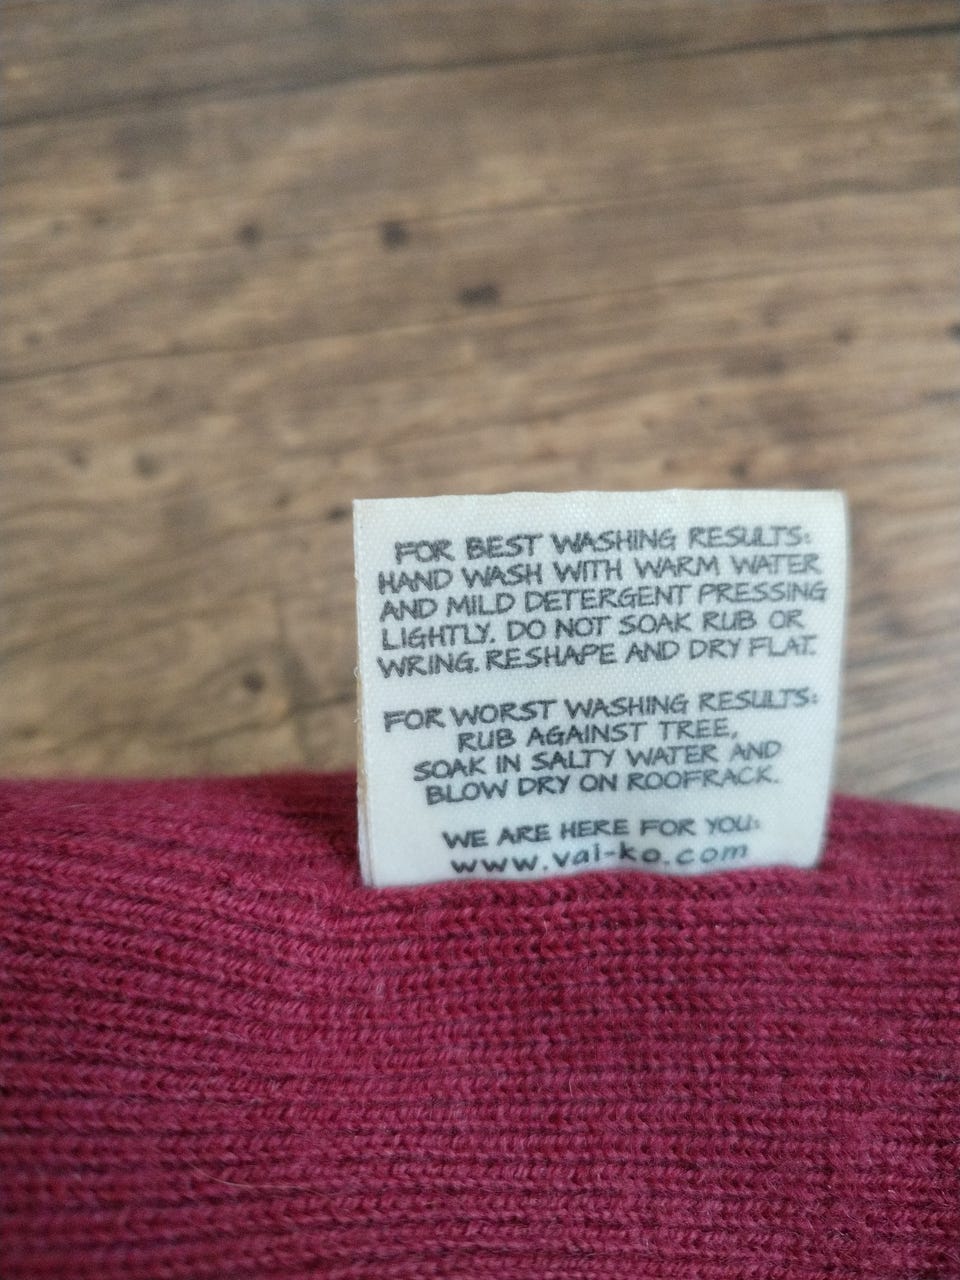 FOR BEST WASHING RESULTS:
HAND WASH WITH WARM WATER
AND MILD DETERGENT PRESSING
LIGHTLY. DO NOT SOAK RUB OR
WRING. RESHAPE AND DRY FLAT.
FOR WORST WASHING RESULTS:
RUB AGAINST TREE,
SOAK IN SALTY WATER AND
BLOW DRY ON ROOFRACK.
WE ARE HERE FOR YOU:
www.vai-ko.com